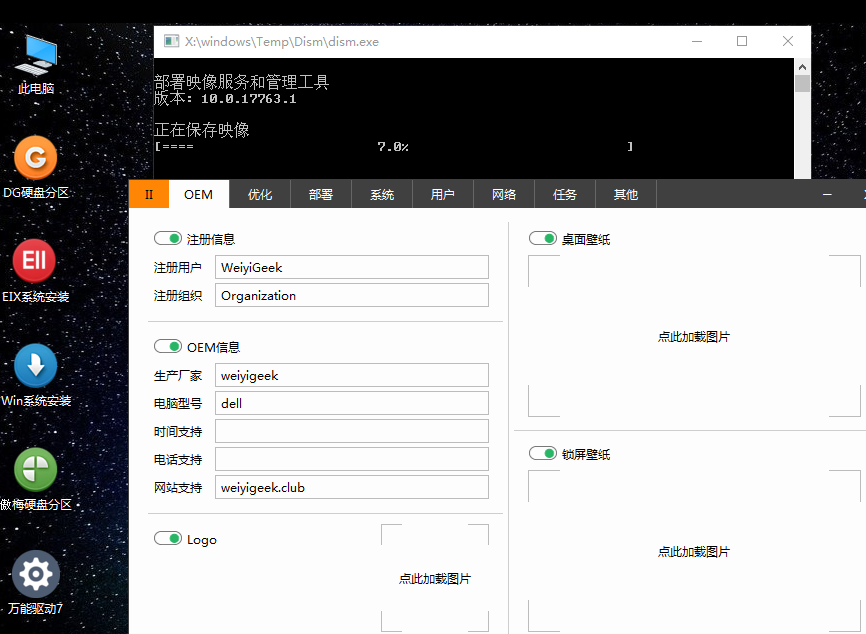 此电脑
DG硬盘分区
EII
EIX系统安装
Win系统安装
傲梅硬盘分区
万能驱动7
X:\windows\Temp\Dism\dism.exe
部署映像服务和管理工具
版本: 10.0.17763.1
正在保存映像
[==== 7.0% ]
II OEM 优化 部署 系统 用户 网络 任务 其他
注册信息
注册用户 WeiyiGeek
注册组织 Organization
OEM信息
生产厂家 weiyigeek
电脑型号 dell
时间支持
电话支持
网站支持 weiyigeek.club
Logo
点此加载图片
桌面壁纸
点此加载图片
锁屏壁纸
点此加载图片